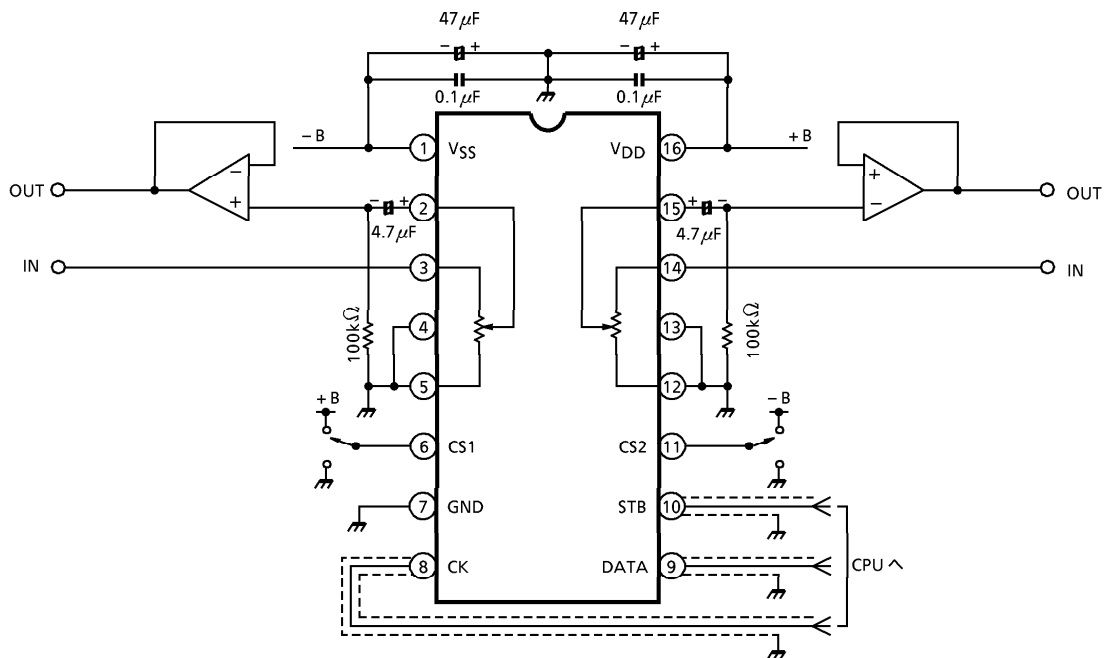 47μF 47μF
− + − +
0.1μF 0.1μF
− B 1 VSS VDD 16 + B
− +
OUT + − OUT
− + 2 15 + −
4.7μF 4.7μF
IN 3 14 IN
100kΩ 4 13 100kΩ
5 12
+ B − B
6 CS1 CS2 11
7 GND STB 10
8 CK DATA 9 CPU へ